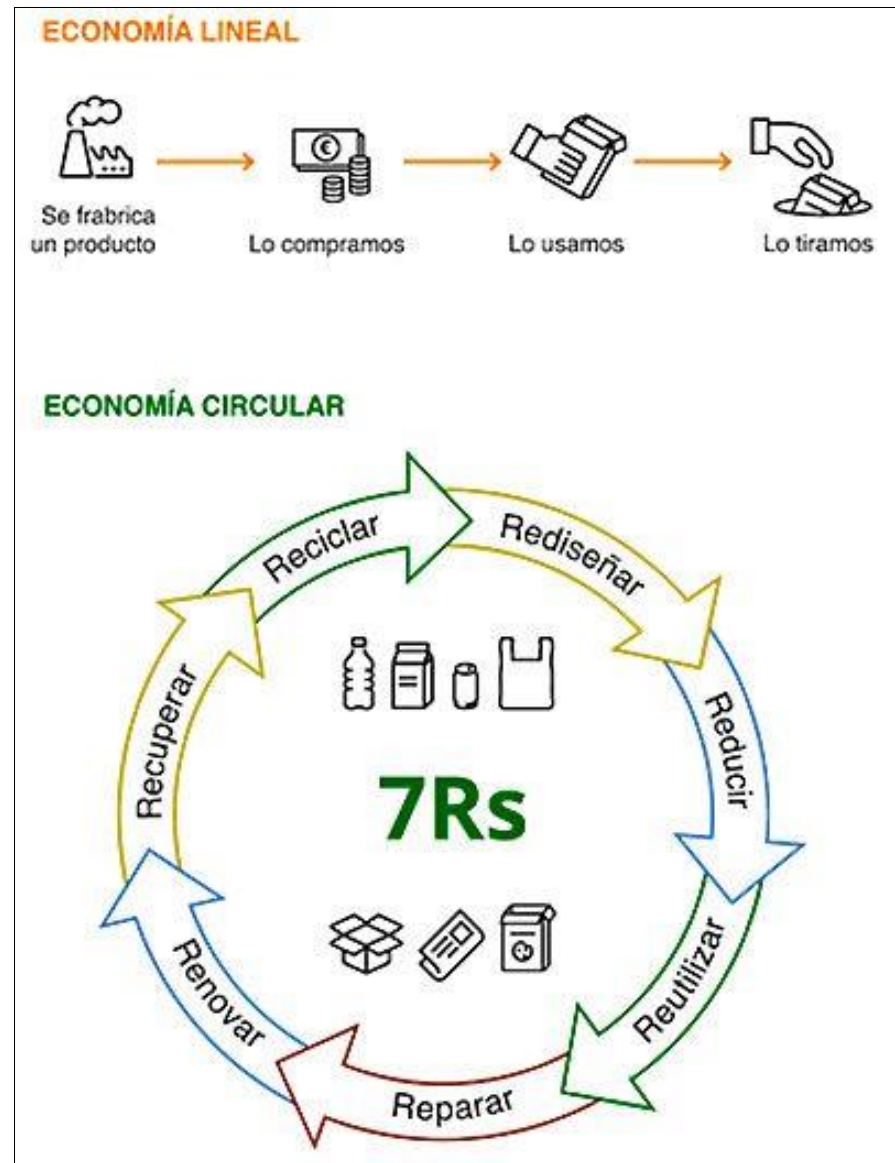 ECONOMÍA LINEAL
Se frabrica
un producto
Lo compramos
Lo usamos
Lo tiramos
ECONOMÍA CIRCULAR
Reciclar
Rediseñar
Reducir
Reutilizar
Reparar
Renovar
Recuperar
7Rs
€